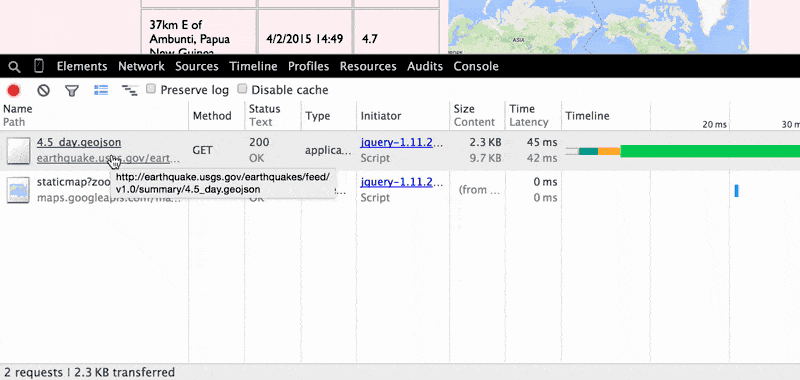 37km E of
Ambunti, Papua
New Guinea
4/2/2015 14:49
4.7
ASIA
Elements Network Sources Timeline Profiles Resources Audits Console
Preserve log Disable cache
Name Method Status Type Initiator Size Time Timeline
Path Text Content Latency 20 ms 30 m
4.5_day.geojson GET 200 applica... jquery-1.11.2... 2.3 KB 45 ms
earthquake.usgs.gov/eart... OK Script 9.7 KB 42 ms
http://earthquake.usgs.gov/earthquakes/feed/
v1.0/summary/4.5_day.geojson
staticmap?zoo jquery-1.11.2... (from ... 0 ms
maps.googleapis.com/ma... OK Script 0 ms
2 requests | 2.3 KB transferred